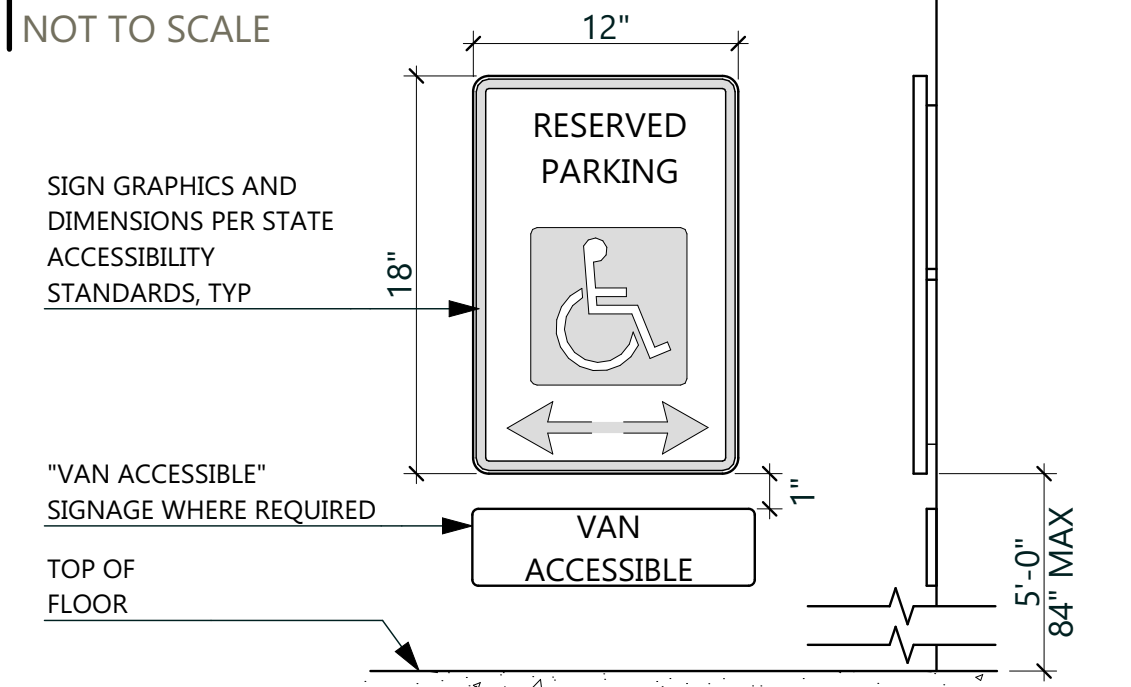 NOT TO SCALE
12"
RESERVED
PARKING
SIGN GRAPHICS AND
DIMENSIONS PER STATE
ACCESSIBILITY
STANDARDS, TYP
18"
"VAN ACCESSIBLE"
SIGNAGE WHERE REQUIRED
1"
VAN
ACCESSIBLE
TOP OF
FLOOR
5'-0"
84" MAX